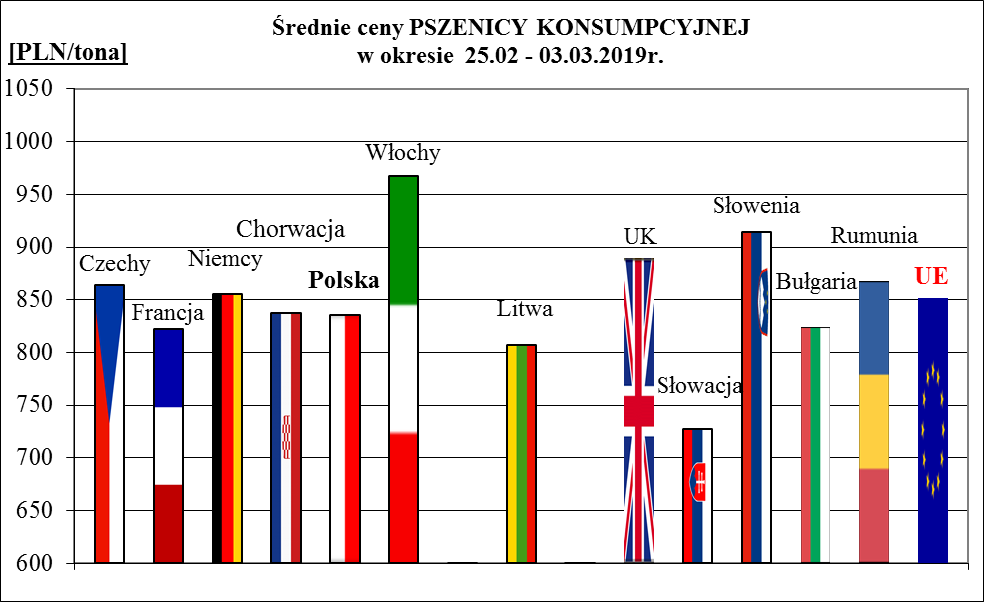 Średnie ceny PSZENICY KONSUMPCYJNEJ
w okresie 25.02 - 03.03.2019r.
[PLN/tona]
1050
1000
Włochy
950
Słowenia
900
Chorwacja
UK
Rumunia
Czechy
Niemcy
Polska
Bułgaria
UE
850
Francja
Litwa
800
Słowacja
750
700
650
600